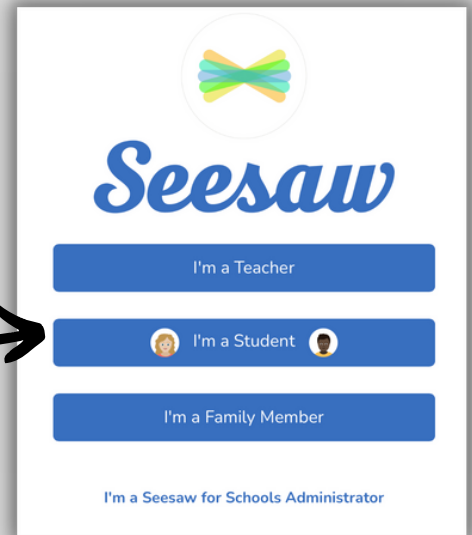 Seesaw
I'm a Teacher
I'm a Student
I'm a Family Member
I'm a Seesaw for Schools Administrator